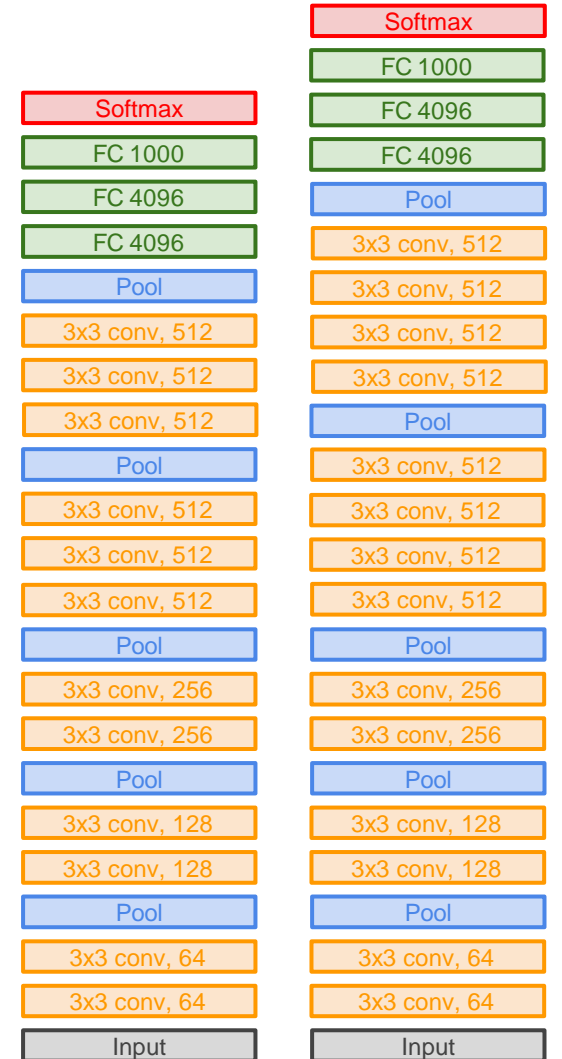 Softmax
FC 1000
FC 4096
FC 4096
Pool
3x3 conv, 512
3x3 conv, 512
3x3 conv, 512
Pool
3x3 conv, 512
3x3 conv, 512
3x3 conv, 512
Pool
3x3 conv, 256
3x3 conv, 256
Pool
3x3 conv, 128
3x3 conv, 128
Pool
3x3 conv, 64
3x3 conv, 64
Input
Softmax
FC 1000
FC 4096
FC 4096
Pool
3x3 conv, 512
3x3 conv, 512
3x3 conv, 512
3x3 conv, 512
Pool
3x3 conv, 512
3x3 conv, 512
3x3 conv, 512
3x3 conv, 512
Pool
3x3 conv, 256
3x3 conv, 256
Pool
3x3 conv, 128
3x3 conv, 128
Pool
3x3 conv, 64
3x3 conv, 64
Input